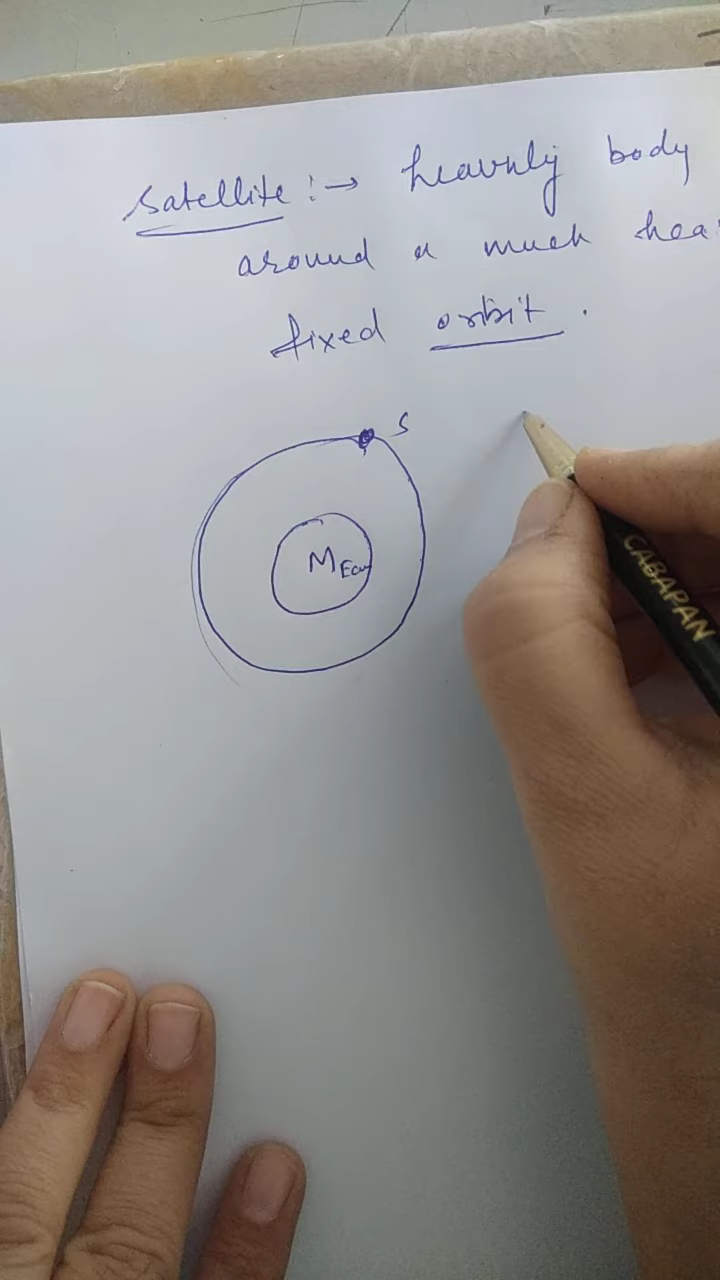 satellite :→ heavnly body
around a much hea
fixed orbit.
S
M Ear
CABAPAN